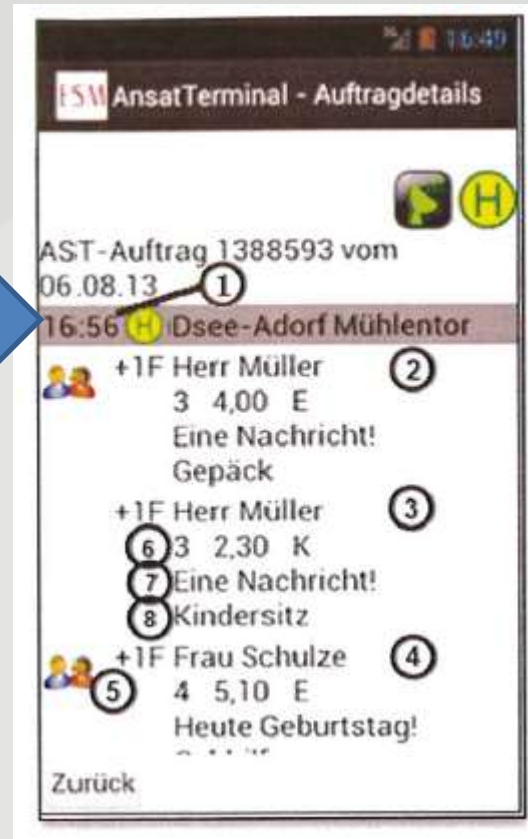 16:49
ESM AnsatTerminal - Auftragdetails
H
AST-Auftrag 1388593 vom
06.08.13 1
16:56 H Dsee-Adorf Mühlentor
+1F Herr Müller 2
3 4,00 E
Eine Nachricht!
Gepäck
+1F Herr Müller 3
6 3 2,30 K
7 Eine Nachricht!
8 Kindersitz
+1F Frau Schulze 4
5 4 5,10 E
Heute Geburtstag!
Zurück